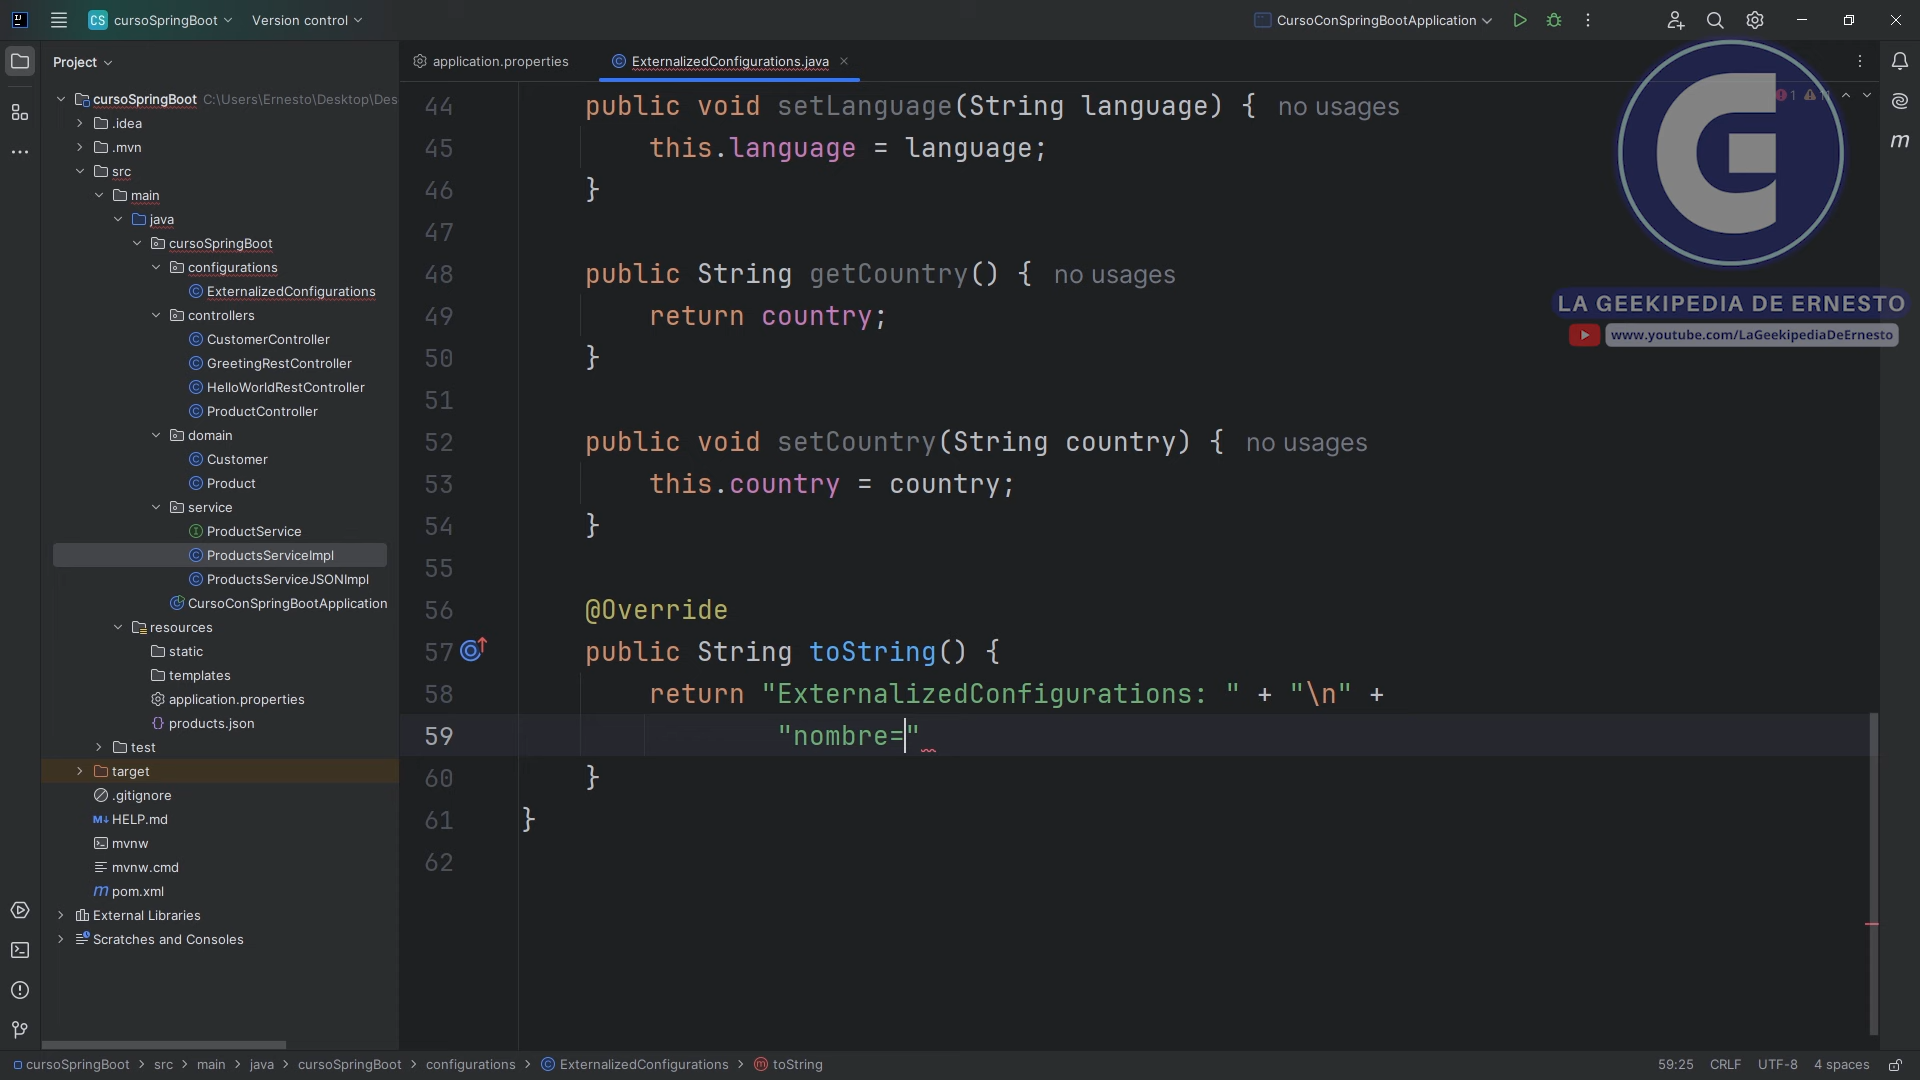 CS cursoSpringBoot Version control CursoConSpringBootApplication
Project
application.properties ExternalizedConfigurations.java
cursoSpringBoot C:\Users\Ernesto\Desktop\Des
.idea
.mvn
src
main
java
cursoSpringBoot
configurations
ExternalizedConfigurations
controllers
CustomerController
GreetingRestController
HelloWorldRestController
ProductController
domain
Customer
Product
service
ProductService
ProductsServiceImpl
ProductsServiceJSONImpl
CursoConSpringBootApplication
resources
static
templates
application.properties
products.json
test
target
.gitignore
HELP.md
mvnw
mvnw.cmd
pom.xml
External Libraries
Scratches and Consoles
44 public void setLanguage(String language) { no usages
45 this.language = language;
46 }
47
48 public String getCountry() { no usages
49 return country;
50 }
51
52 public void setCountry(String country) { no usages
53 this.country = country;
54 }
55
56 @Override
57 public String toString() {
58 return "ExternalizedConfigurations: " + "\n" +
59 "nombre="
60 }
61 }
62
LA GEEKIPEDIA DE ERNESTO
www.youtube.com/LaGeekipediaDeErnesto
cursoSpringBoot > src > main > java > cursoSpringBoot > configurations > ExternalizedConfigurations > toString
59:25 CRLF UTF-8 4 spaces